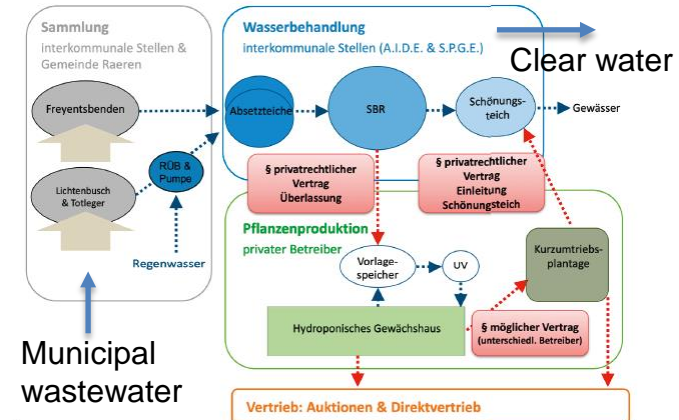 Sammlung
interkommunale Stellen &
Gemeinde Raeren
Freyentsbenden
Lichtenbusch
& Totleger
RÜB &
Pumpe
Regenwasser
Municipal
wastewater
Wasserbehandlung
interkommunale Stellen (A.I.D.E. & S.P.G.E.)
Clear water
Absetzteiche
SBR
Schönungs-
teich
Gewässer
§ privatrechtlicher
Vertrag
Überlassung
§ privatrechtlicher
Vertrag
Einleitung
Schönungsteich
Pflanzenproduktion
privater Betreiber
Vorlage-
speicher
UV
Kurzumtriebs-
plantage
Hydroponisches Gewächshaus
§ möglicher Vertrag
(unterschiedl. Betreiber)
Vertrieb: Auktionen & Direktvertrieb